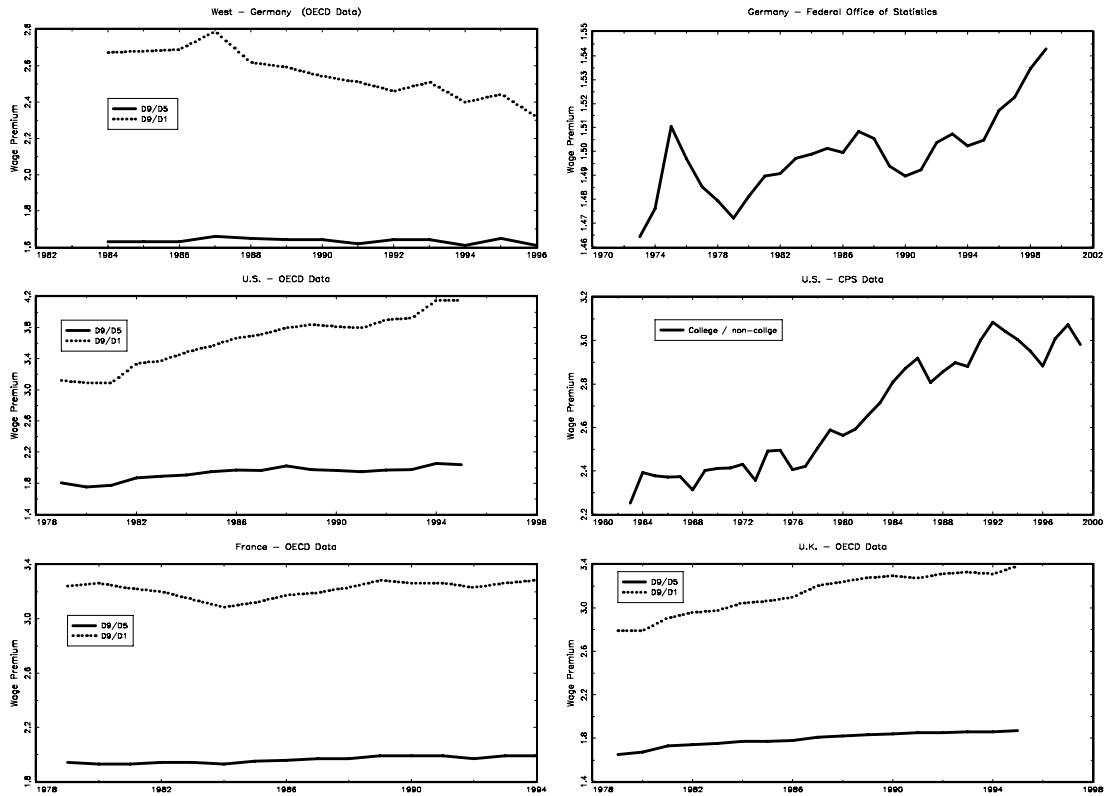 West – Germany (OECD Data)
Wage Premium
2.8
2.6
2.4
2.2
2.0
1.8
1.6
D9/D5
D9/D1
1982 1984 1986 1988 1990 1992 1994 1996
Germany – Federal Office of Statistics
Wage Premium
1.55
1.54
1.53
1.52
1.51
1.50
1.49
1.48
1.47
1.46
1970 1974 1978 1982 1986 1990 1994 1998 2002
U.S. – OECD Data
Wage Premium
4.2
3.8
3.4
3.0
2.6
2.2
1.8
1.4
D9/D5
D9/D1
1978 1982 1986 1990 1994 1998
U.S. – CPS Data
Wage Premium
3.2
3.0
2.8
2.6
2.4
2.2
College / non-collge
1960 1964 1968 1972 1976 1980 1984 1988 1992 1996 2000
France – OECD Data
Wage Premium
3.4
3.0
2.6
2.2
1.8
D9/D5
D9/D1
1978 1982 1986 1990 1994
U.K. – OECD Data
Wage Premium
3.4
3.0
2.6
2.2
1.8
1.4
D9/D5
D9/D1
1978 1982 1986 1990 1994 1998